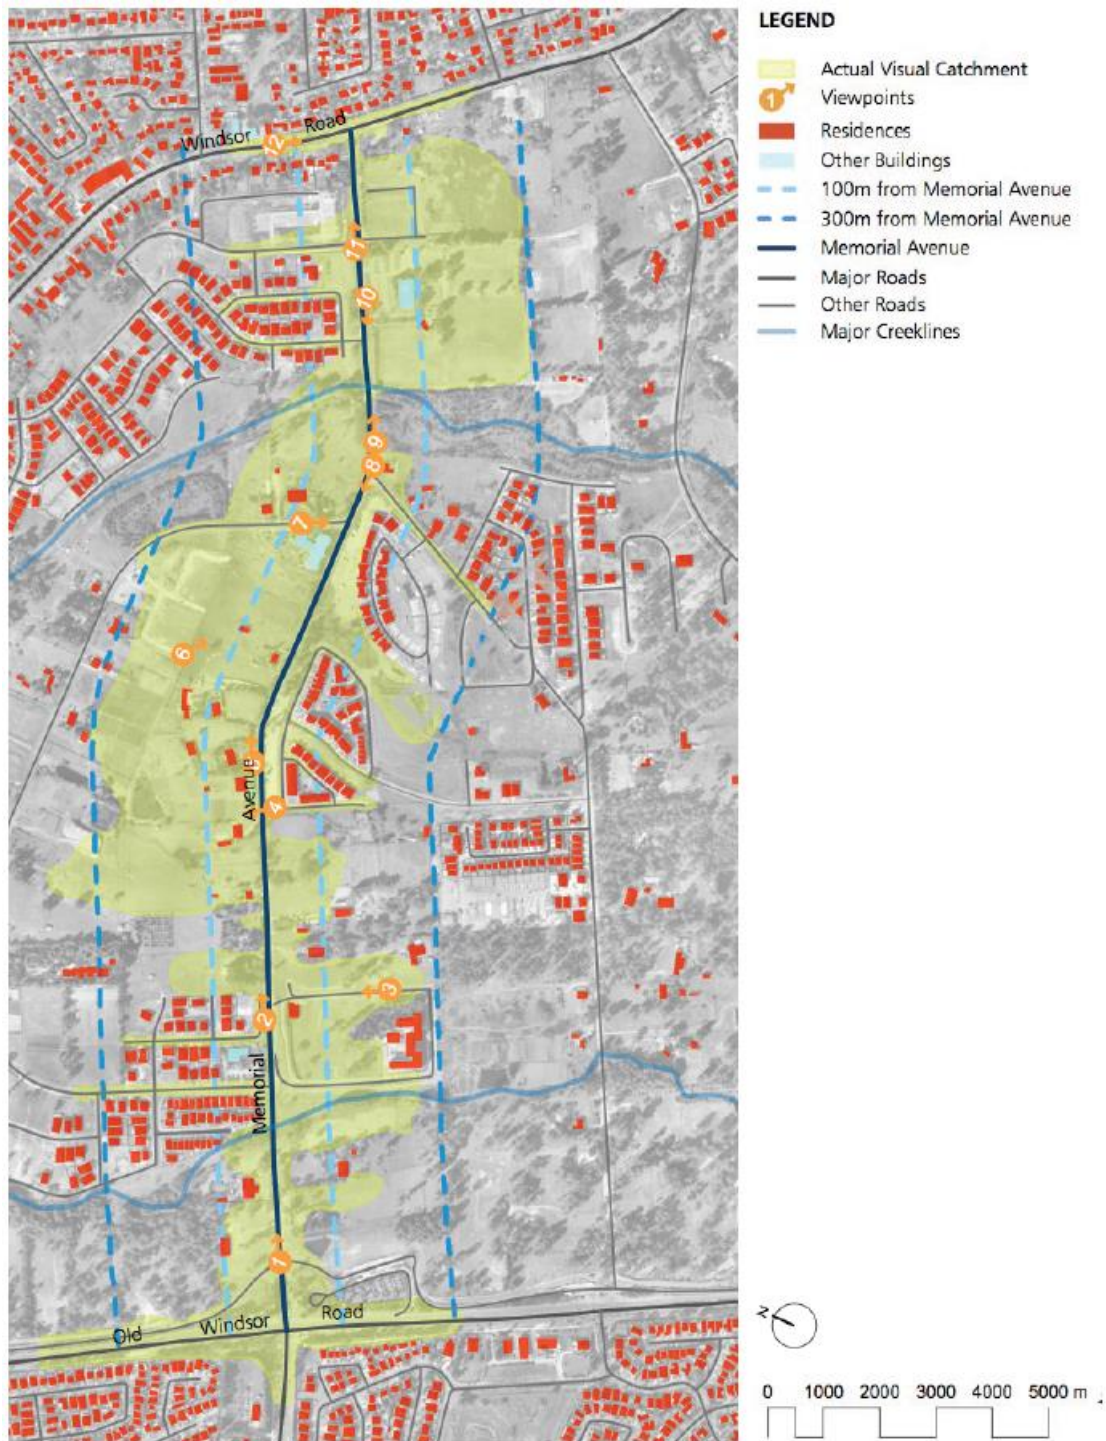 LEGEND
Actual Visual Catchment
1 Viewpoints
Residences
Other Buildings
100m from Memorial Avenue
300m from Memorial Avenue
Memorial Avenue
Major Roads
Other Roads
Major Creeklines
Windsor Road
12
11
10
9
8
7
6
5
Avenue
4
3
2
Memorial
1
Old Windsor Road
N
0 1000 2000 3000 4000 5000 m